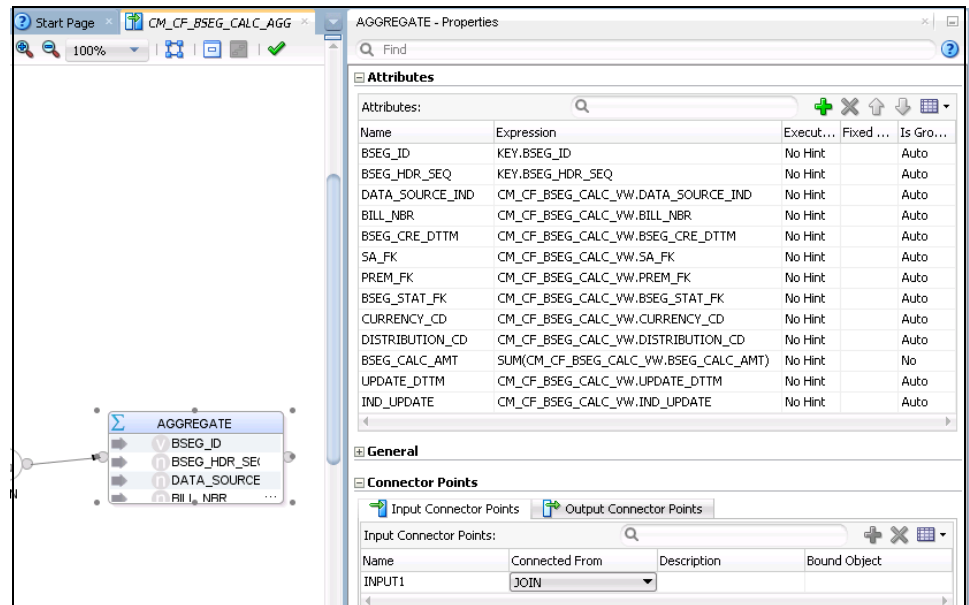 Start Page CM_CF_BSEG_CALC_AGG
100%
AGGREGATE
BSEG_ID
BSEG_HDR_SE(
DATA_SOURCE
BILL_NBR ...
N
AGGREGATE - Properties
Find
Attributes
Attributes:
Name Expression Execut... Fixed ... Is Gro...
BSEG_ID KEY.BSEG_ID No Hint Auto
BSEG_HDR_SEQ KEY.BSEG_HDR_SEQ No Hint Auto
DATA_SOURCE_IND CM_CF_BSEG_CALC_VW.DATA_SOURCE_IND No Hint Auto
BILL_NBR CM_CF_BSEG_CALC_VW.BILL_NBR No Hint Auto
BSEG_CRE_DTTM CM_CF_BSEG_CALC_VW.BSEG_CRE_DTTM No Hint Auto
SA_FK CM_CF_BSEG_CALC_VW.SA_FK No Hint Auto
PREM_FK CM_CF_BSEG_CALC_VW.PREM_FK No Hint Auto
BSEG_STAT_FK CM_CF_BSEG_CALC_VW.BSEG_STAT_FK No Hint Auto
CURRENCY_CD CM_CF_BSEG_CALC_VW.CURRENCY_CD No Hint Auto
DISTRIBUTION_CD CM_CF_BSEG_CALC_VW.DISTRIBUTION_CD No Hint Auto
BSEG_CALC_AMT SUM(CM_CF_BSEG_CALC_VW.BSEG_CALC_AMT) No Hint No
UPDATE_DTTM CM_CF_BSEG_CALC_VW.UPDATE_DTTM No Hint Auto
IND_UPDATE CM_CF_BSEG_CALC_VW.IND_UPDATE No Hint Auto
General
Connector Points
Input Connector Points Output Connector Points
Input Connector Points:
Name Connected From Description Bound Object
INPUT1 JOIN